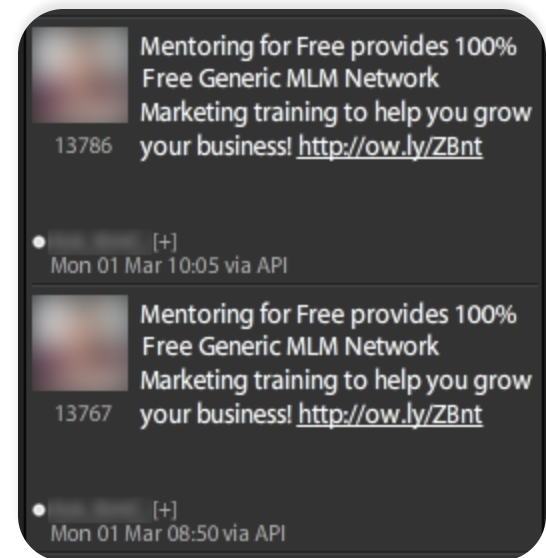 Mentoring for Free provides 100%
Free Generic MLM Network
Marketing training to help you grow
your business! http://ow.ly/ZBnt
13786
[+]
Mon 01 Mar 10:05 via API
Mentoring for Free provides 100%
Free Generic MLM Network
Marketing training to help you grow
your business! http://ow.ly/ZBnt
13767
[+]
Mon 01 Mar 08:50 via API